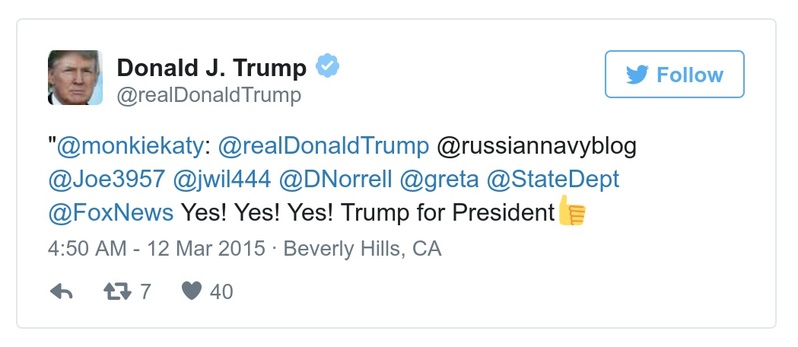 Donald J. Trump
@realDonaldTrump
Follow
"@monkiekaty: @realDonaldTrump @russiannavyblog
@Joe3957 @jwil444 @DNorrell @greta @StateDept
@FoxNews Yes! Yes! Yes! Trump for President👍
4:50 AM - 12 Mar 2015 · Beverly Hills, CA
7 40